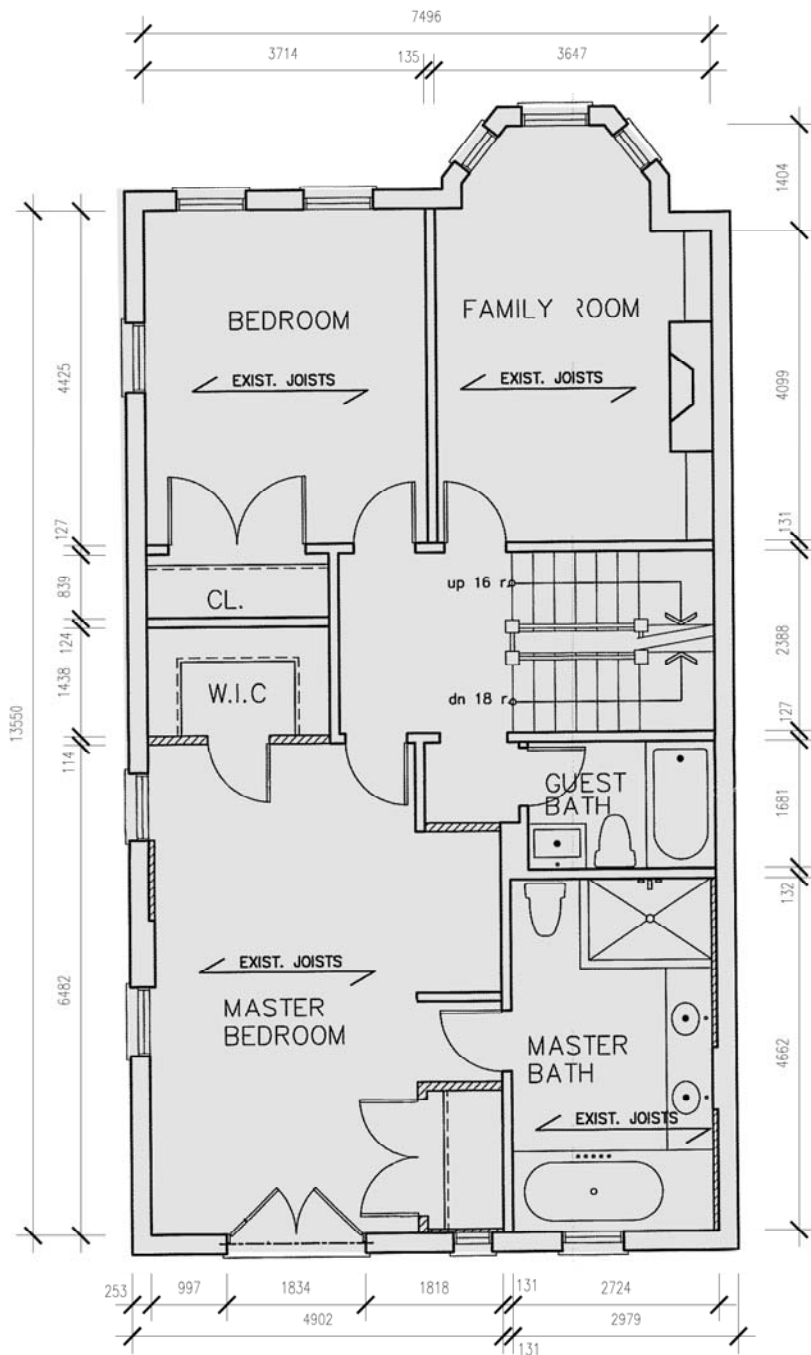 7496
3714
135
3647
1404
BEDROOM
FAMILY ROOM
EXIST. JOISTS
EXIST. JOISTS
4425
4099
127
131
839
CL.
up 16 r.
124
2388
1438
W.I.C
dn 18 r.
127
13550
114
GUEST
BATH
1681
132
EXIST. JOISTS
6482
MASTER
BEDROOM
MASTER
BATH
4662
EXIST. JOISTS
253
997
1834
1818
131
2724
4902
131
2979